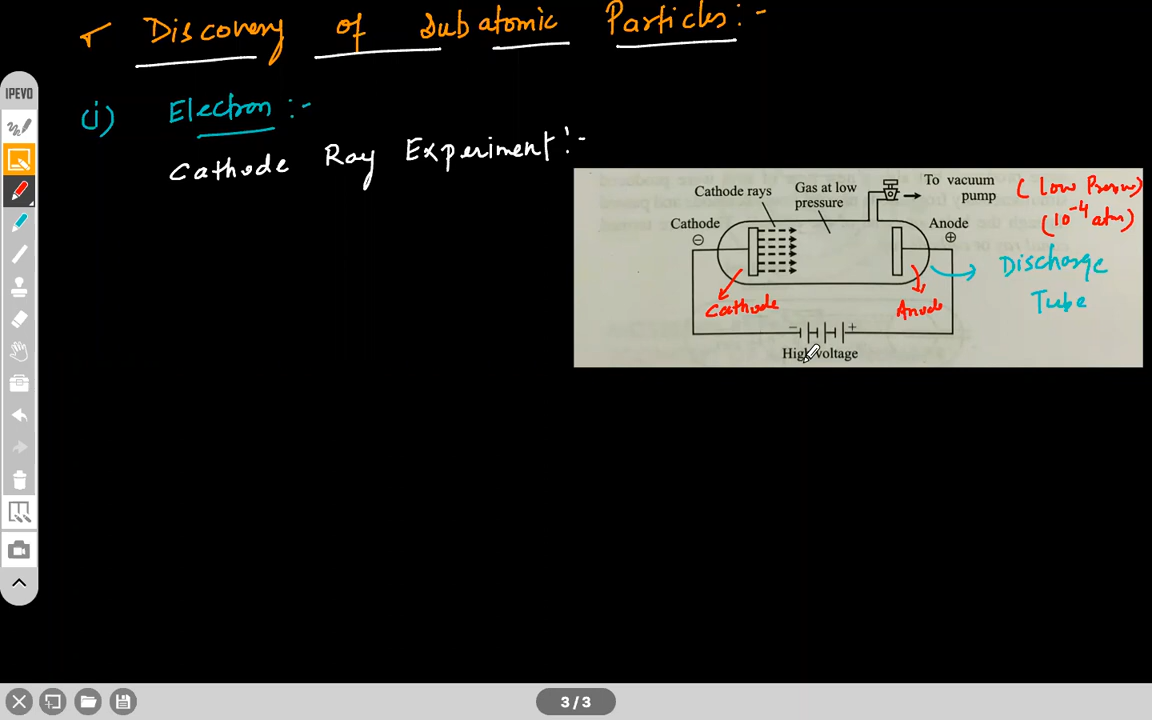 Discovery of Subatomic Particles:-
IPEVO
(i) Electron :-
Cathode Ray Experiment:-
Cathode rays
Gas at low
pressure
To vacuum
pump
(low Pressure)
(10⁻⁴ atm)
Cathode
⊖
Anode
⊕
Discharge
Tube
Cathode
Anode
− +
High voltage
3/3